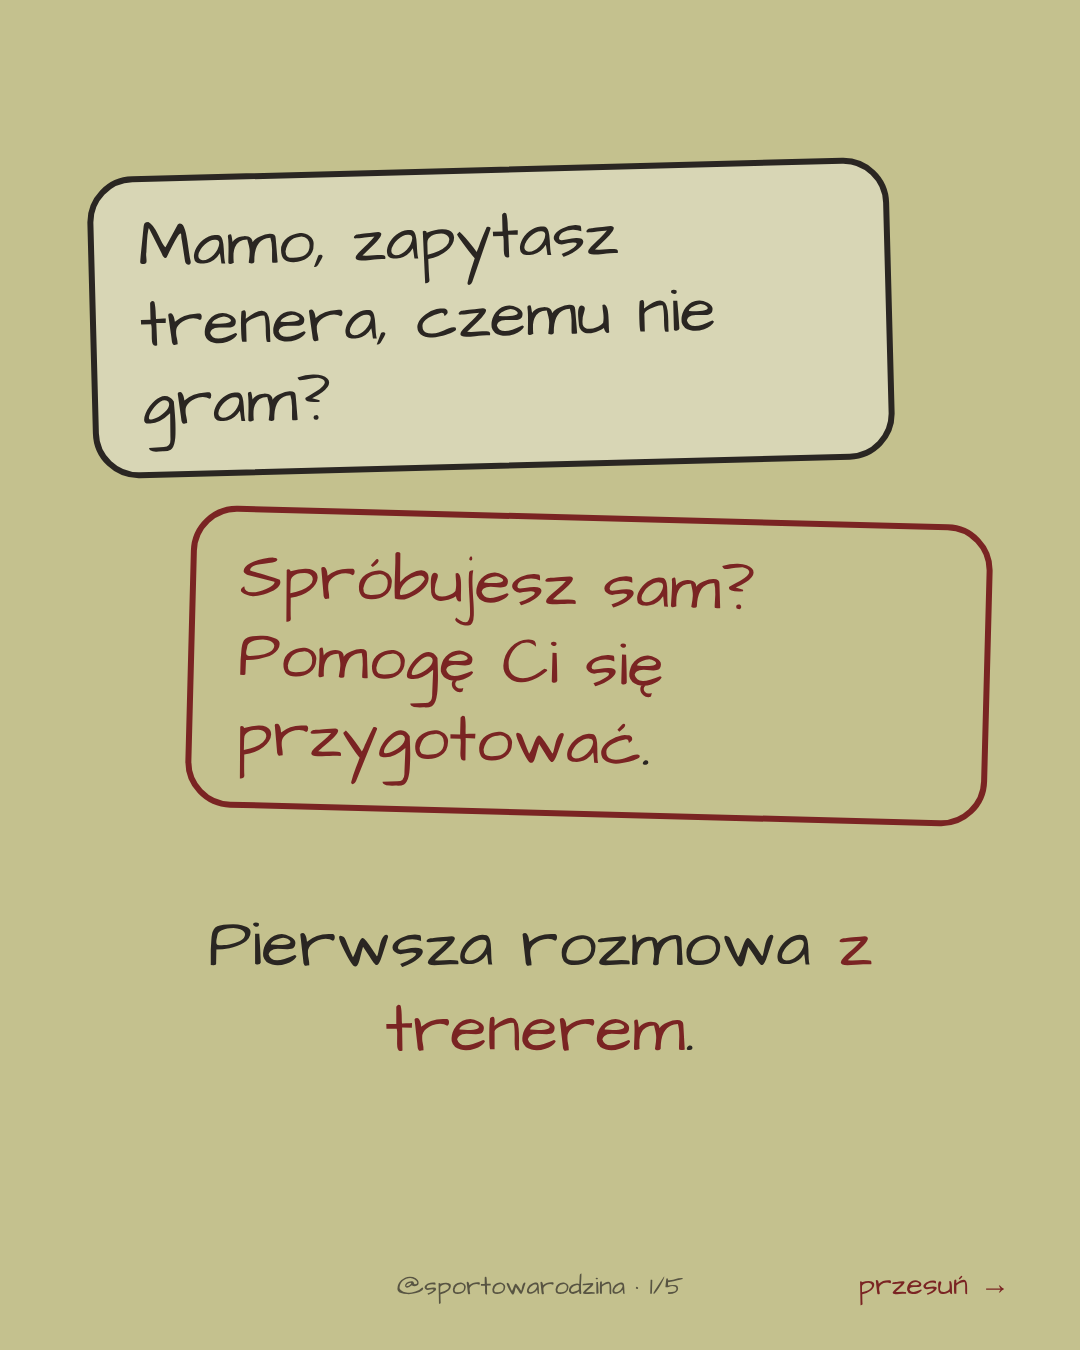 Mamo, zapytasz
trenera, czemu nie
gram?
Spróbujesz sam?
Pomogę Ci się
przygotować.
Pierwsza rozmowa z
trenerem.
@sportowarodzina · 1/5
przesuń →